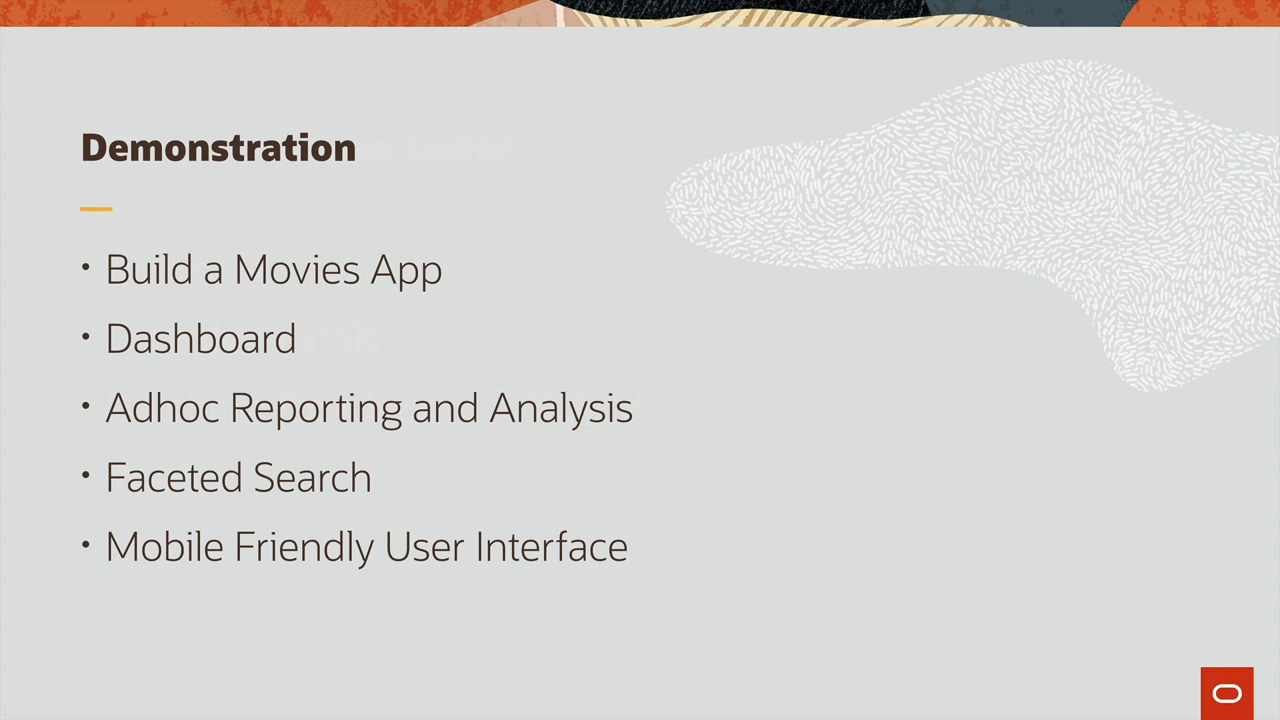 Demonstration
• Build a Movies App
• Dashboard
• Adhoc Reporting and Analysis
• Faceted Search
• Mobile Friendly User Interface